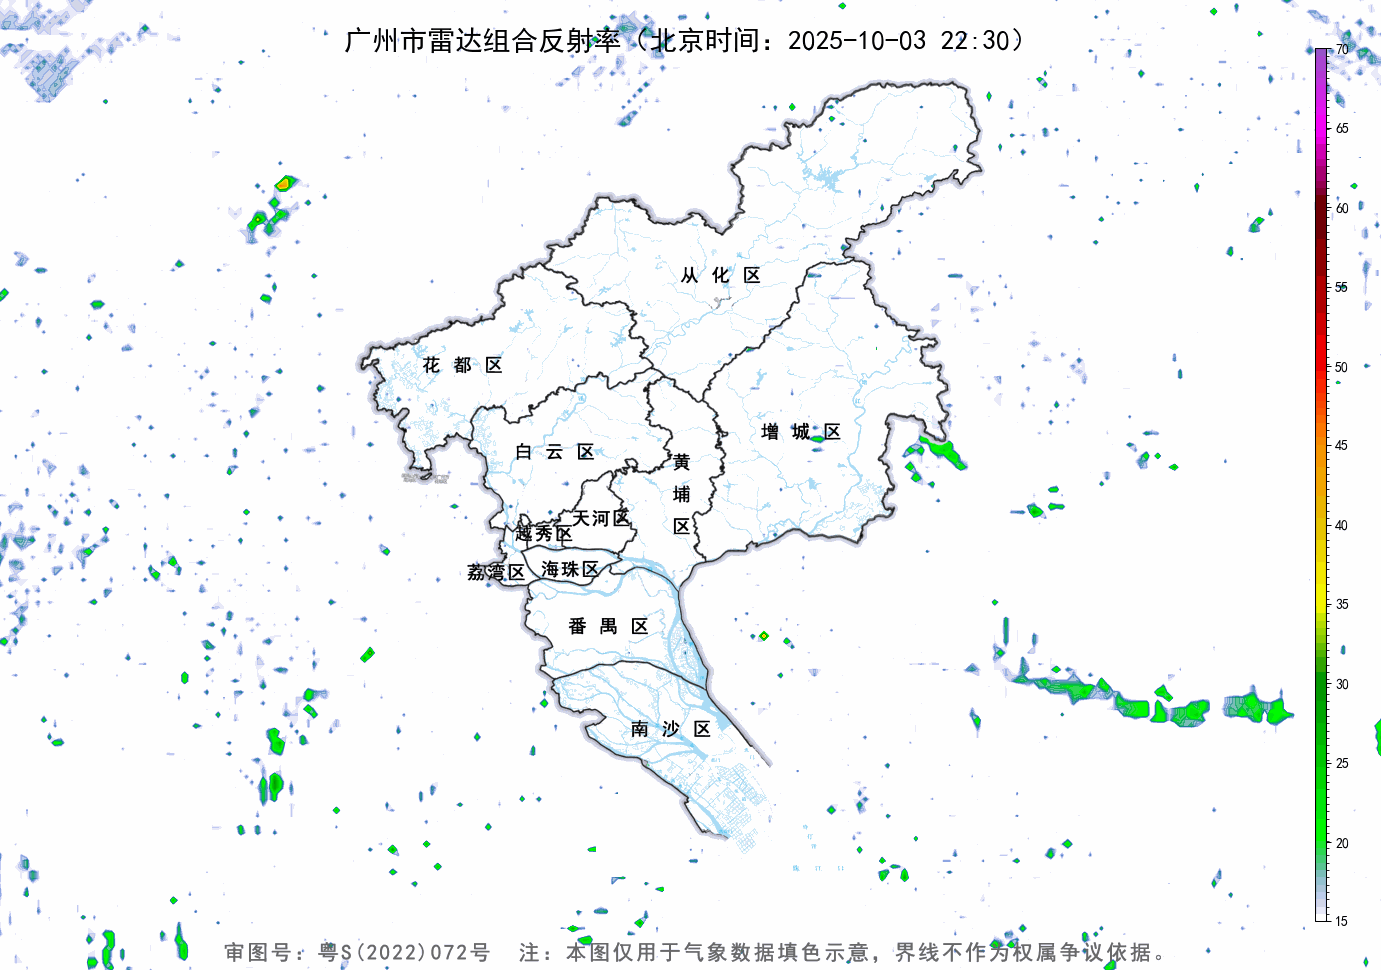 广州市雷达组合反射率（北京时间：2025-10-03 22:30）
70
65
60
55
50
45
40
35
30
25
20
15
从化区
花都区
增城区
白云区
黄埔区
天河区
越秀区
荔湾区
海珠区
番禺区
南沙区
审图号：粤S(2022)072号 注：本图仅用于气象数据填色示意，界线不作为权属争议依据。